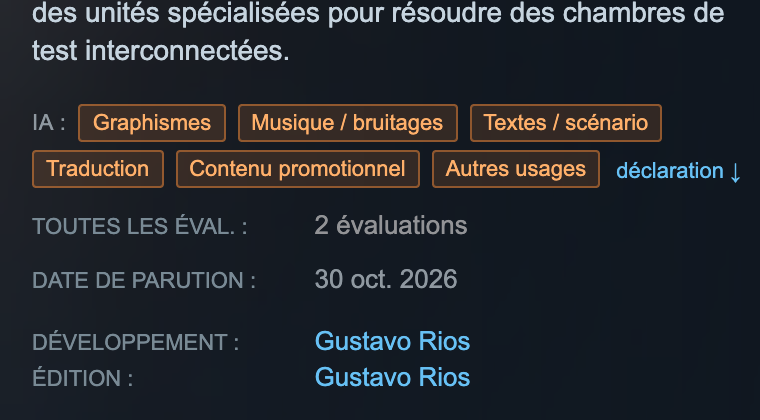 des unités spécialisées pour résoudre des chambres de
test interconnectées.
IA : Graphismes Musique / bruitages Textes / scénario
Traduction Contenu promotionnel Autres usages déclaration ↓
TOUTES LES ÉVAL. : 2 évaluations
DATE DE PARUTION : 30 oct. 2026
DÉVELOPPEMENT : Gustavo Rios
ÉDITION : Gustavo Rios